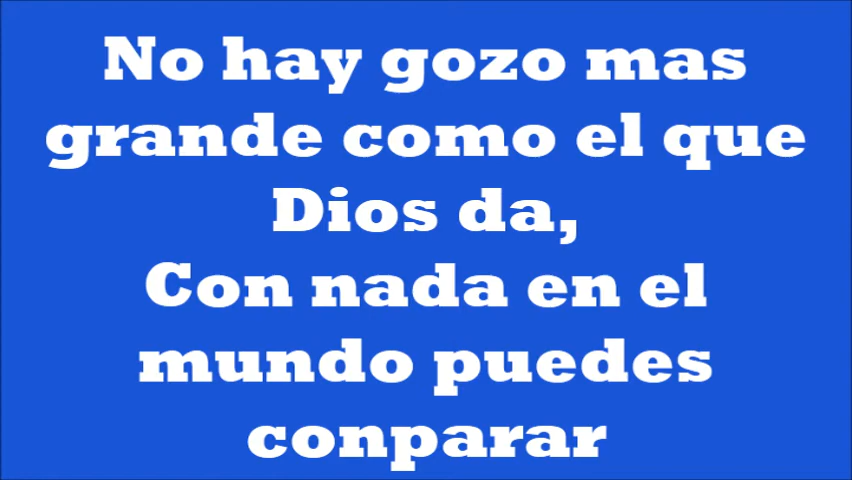 No hay gozo mas
grande como el que
Dios da,
Con nada en el
mundo puedes
conparar